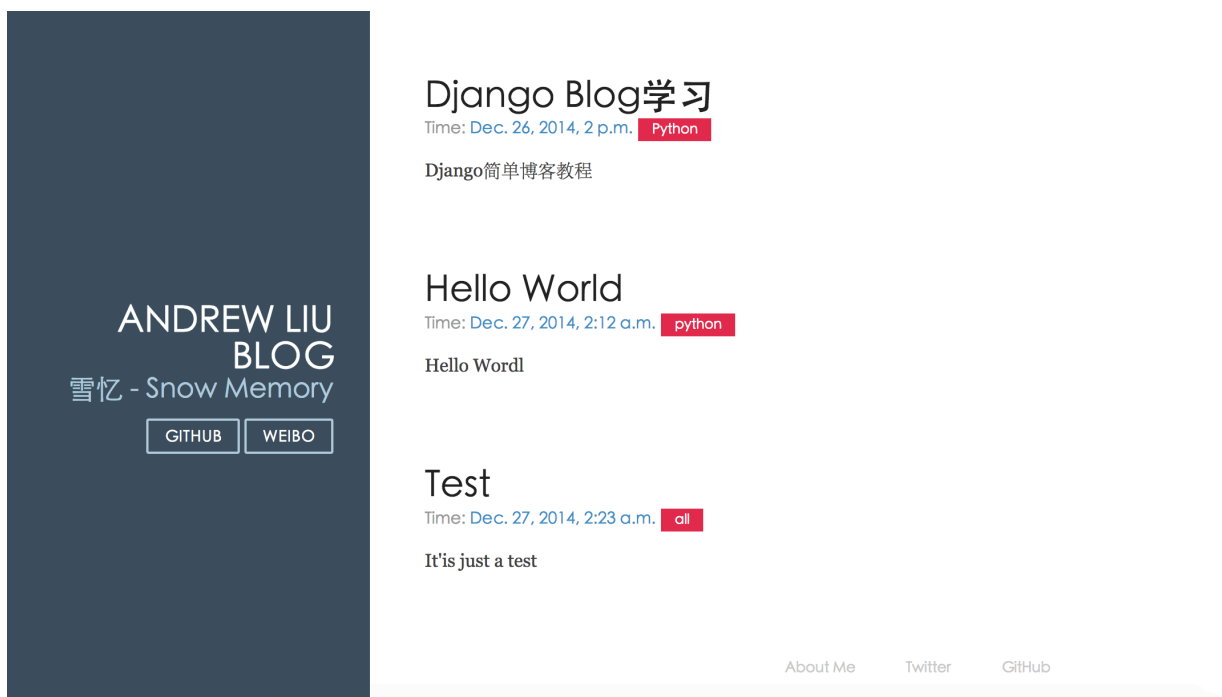 ANDREW LIU
BLOG
雪忆 - Snow Memory
GITHUB WEIBO
Django Blog学习
Time: Dec. 26, 2014, 2 p.m. Python
Django简单博客教程
Hello World
Time: Dec. 27, 2014, 2:12 a.m. python
Hello Wordl
Test
Time: Dec. 27, 2014, 2:23 a.m. all
It'is just a test
About Me Twitter GitHub